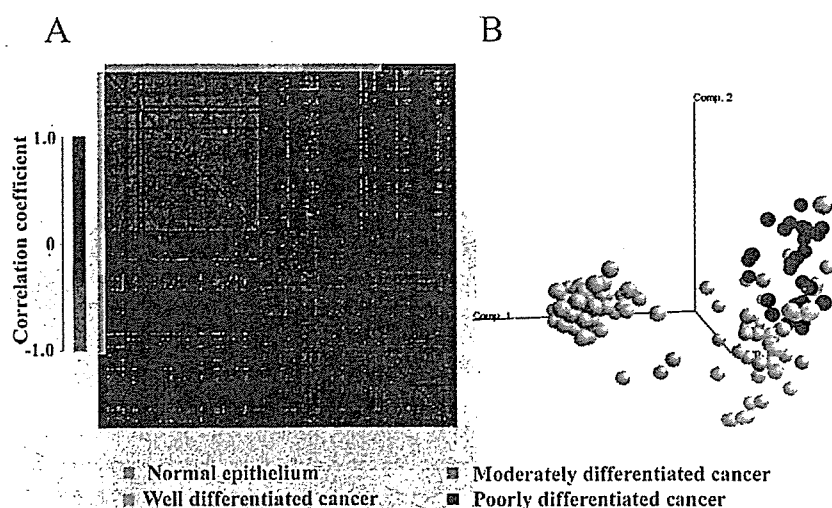 A
B
Correlation coefficient
1.0
0
-1.0
Comp. 2
Comp. 1
Normal epithelium
Well differentiated cancer
Moderately differentiated cancer
Poorly differentiated cancer